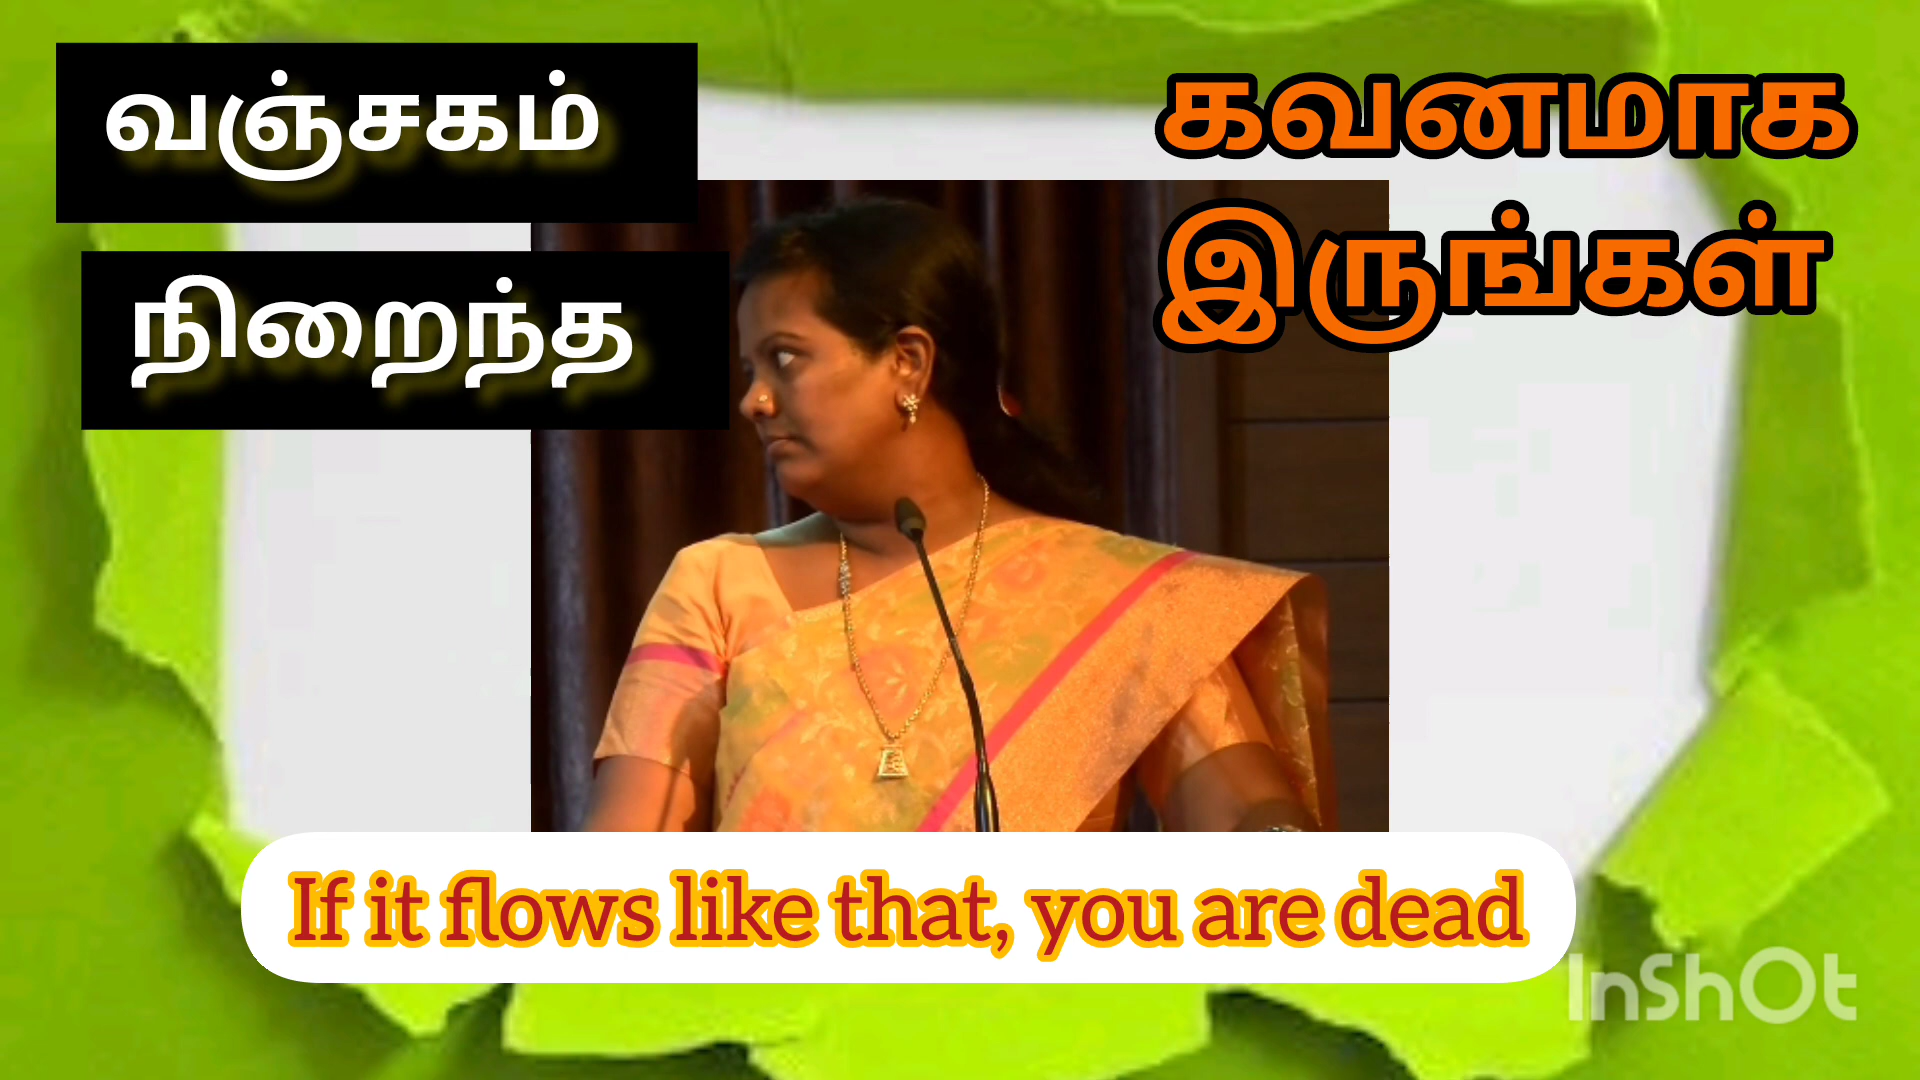 வஞ்சகம்
நிறைந்த
கவனமாக
இருங்கள்
If it flows like that, you are dead
InShOt